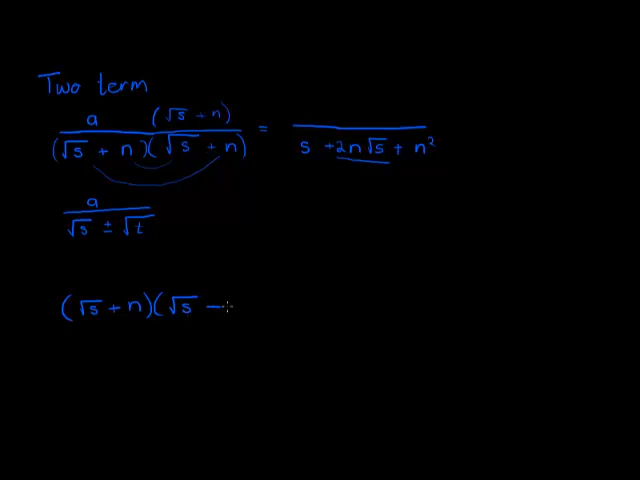 Two term
a (√s + n)
(√s + n)(√s + n) = s + 2n√s + n²
a
√s ± √t
(√s + n)(√s −